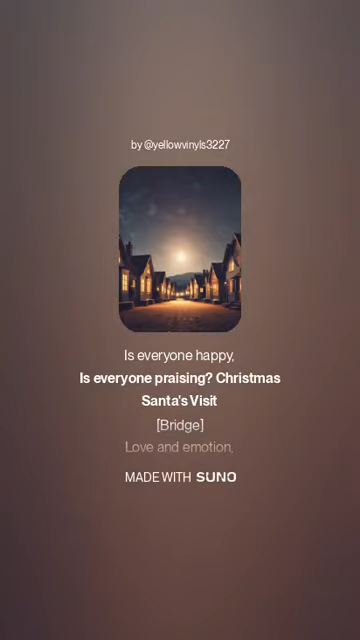 by @yellowvinyls3227
Is everyone happy,
Is everyone praising? Christmas
Santa's Visit
[Bridge]
Love and emotion,
MADE WITH SUNO